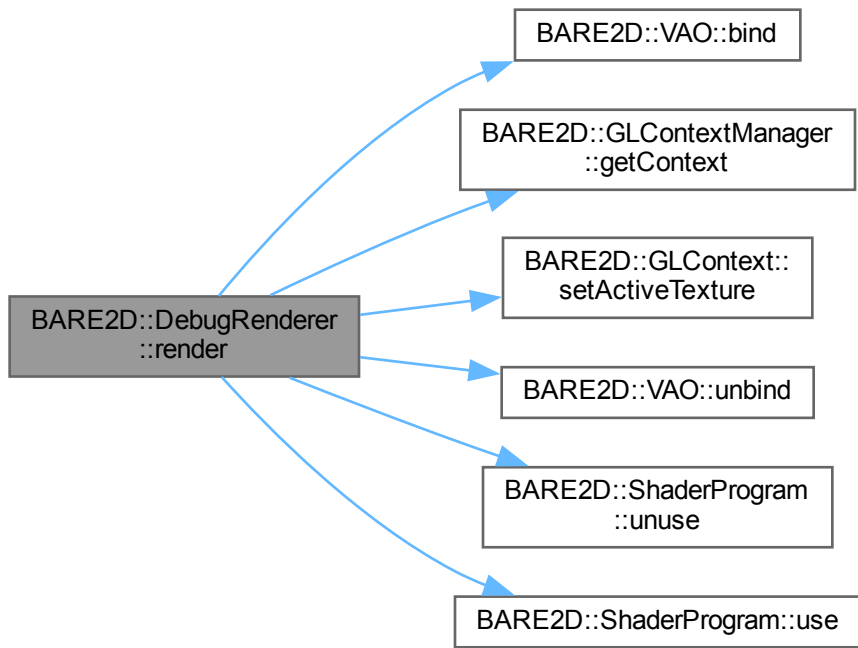 BARE2D::VAO::bind
BARE2D::GLContextManager
::getContext
BARE2D::GLContext::
setActiveTexture
BARE2D::DebugRenderer
::render
BARE2D::VAO::unbind
BARE2D::ShaderProgram
::unuse
BARE2D::ShaderProgram::use